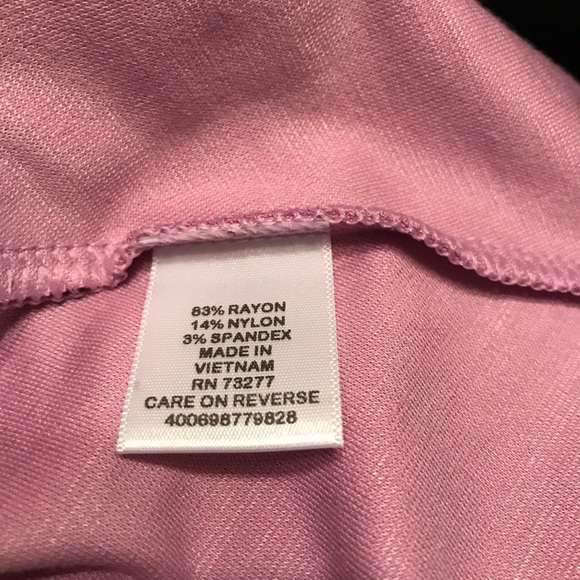 83% RAYON
14% NYLON
3% SPANDEX
MADE IN
VIETNAM
RN 73277
CARE ON REVERSE
400698779828